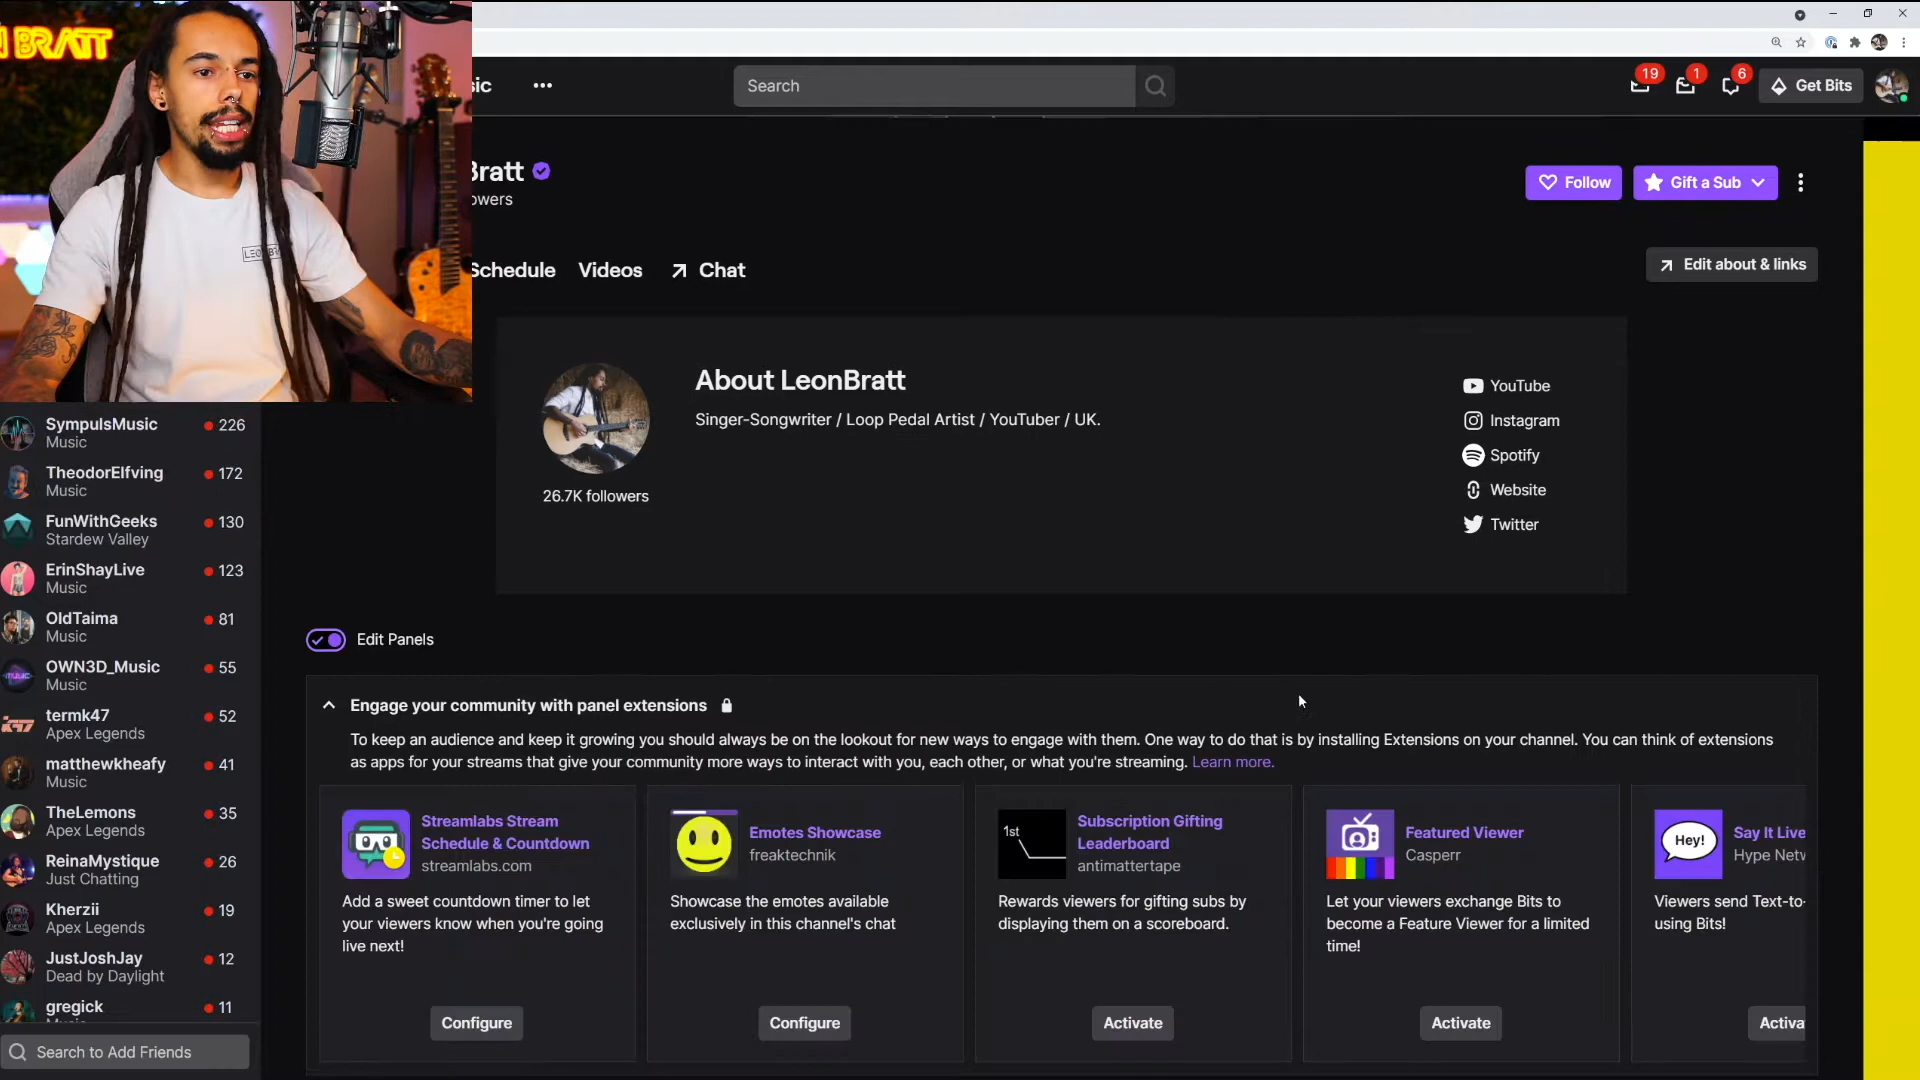 N BRATT
LEONB
ic
Search
19
1
6
Get Bits
Bratt
owers
Follow
Gift a Sub
Schedule
Videos
Chat
Edit about & links
About LeonBratt
Singer-Songwriter / Loop Pedal Artist / YouTuber / UK.
26.7K followers
YouTube
Instagram
Spotify
Website
Twitter
SympulsMusic 226
Music
TheodorElfving 172
Music
FunWithGeeks 130
Stardew Valley
ErinShayLive 123
Music
OldTaima 81
Music
OWN3D_Music 55
Music
termk47 52
Apex Legends
matthewkheafy 41
Music
TheLemons 35
Apex Legends
ReinaMystique 26
Just Chatting
Kherzii 19
Apex Legends
JustJoshJay 12
Dead by Daylight
gregick 11
Search to Add Friends
Edit Panels
Engage your community with panel extensions
To keep an audience and keep it growing you should always be on the lookout for new ways to engage with them. One way to do that is by installing Extensions on your channel. You can think of extensions
as apps for your streams that give your community more ways to interact with you, each other, or what you're streaming. Learn more.
Streamlabs Stream
Schedule & Countdown
streamlabs.com
Add a sweet countdown timer to let
your viewers know when you're going
live next!
Configure
Emotes Showcase
freaktechnik
Showcase the emotes available
exclusively in this channel's chat
Configure
1st
Subscription Gifting
Leaderboard
antimattertape
Rewards viewers for gifting subs by
displaying them on a scoreboard.
Activate
Featured Viewer
Casperr
Let your viewers exchange Bits to
become a Feature Viewer for a limited
time!
Activate
Hey!
Say It Live
Hype Netw
Viewers send Text-to-
using Bits!
Activa